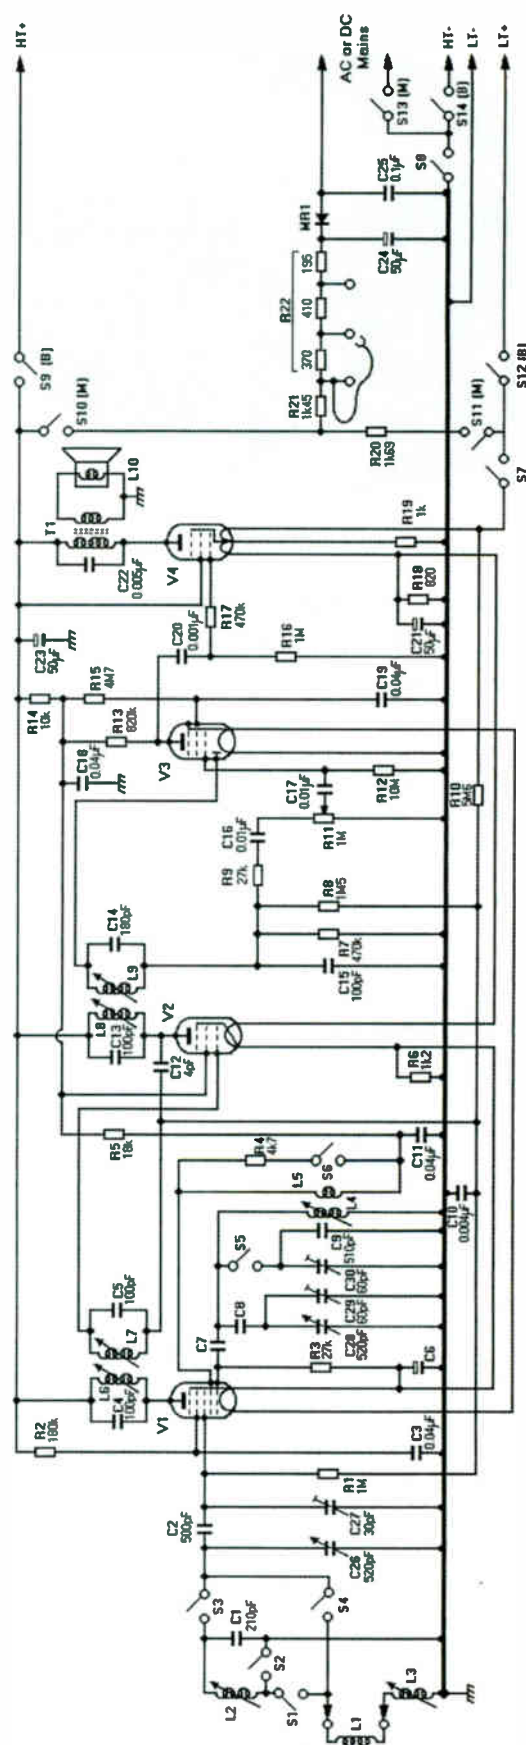 HT+
R2
180k
L6
C4
100pF
C5
100pF
L7
V1
C2
500pF
S3
C1
210pF
L2
S2
S1
S4
L1
L3
C26
520pF
C27
30pF
R1
1M
C3
0.04µF
R3
27k
C6
C7
C8
C28
520pF
C29
60pF
C30
60pF
C9
510pF
S5
L4
L5
S6
R4
4k7
R5
18k
C11
0.04µF
C10
0.004µF
L8
C13
100pF
C12
4pF
C14
180pF
L9
V2
R6
1k2
C15
100pF
R7
470k
R8
1M5
R9
27k
C16
0.01µF
R11
1M
C17
0.01µF
R12
10M
R10
5M6
C18
0.04µF
R14
10k
R13
820k
R15
4M7
V3
C19
0.04µF
C23
50µF
C20
0.001µF
R16
1M
R17
470k
C22
0.005µF
T1
L10
V4
C21
50µF
R18
820
R19
1k
S9 (B)
S10 (M)
R20
1k69
R21
1k45
R22
370
410
195
MR1
C24
50µF
C25
0.1µF
S11 (M)
S7
S12 (B)
S8
S13 (M)
S14 (B)
AC or DC
Mains
HT-
LT-
LT+